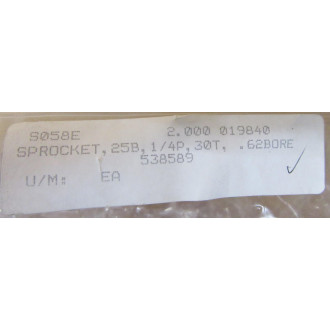 S058E 2.000 019840
SPROCKET,25B,1/4P,30T, .62BORE
538589
U/M: EA